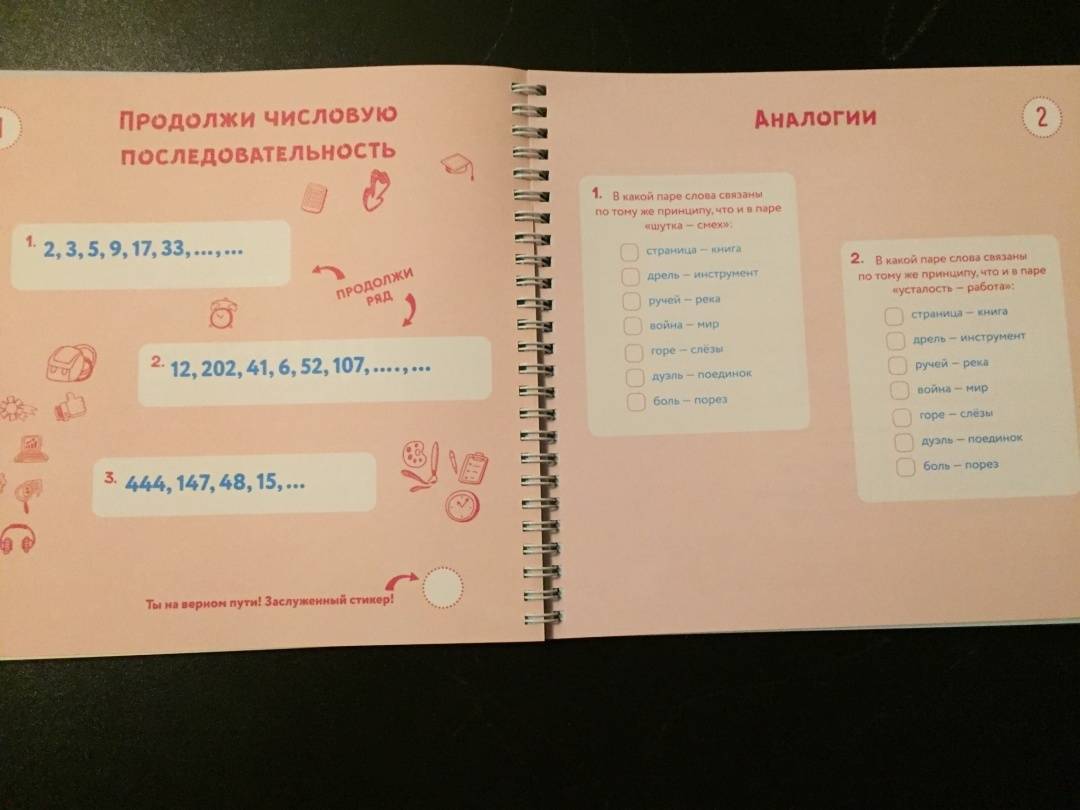 Продолжи числовую
последовательность
1. 2, 3, 5, 9, 17, 33, ..., ...
Продолжи
ряд
2. 12, 202, 41, 6, 52, 107, ...., ...
3. 444, 147, 48, 15, ...
Ты на верном пути! Заслуженный стикер!
Аналогии
2
1. В какой паре слова связаны
по тому же принципу, что и в паре
«шутка – смех»:
страница – книга
дрель – инструмент
ручей – река
война – мир
горе – слёзы
дуэль – поединок
боль – порез
2. В какой паре слова связаны
по тому же принципу, что и в паре
«усталость – работа»:
страница – книга
дрель – инструмент
ручей – река
война – мир
горе – слёзы
дуэль – поединок
боль – порез